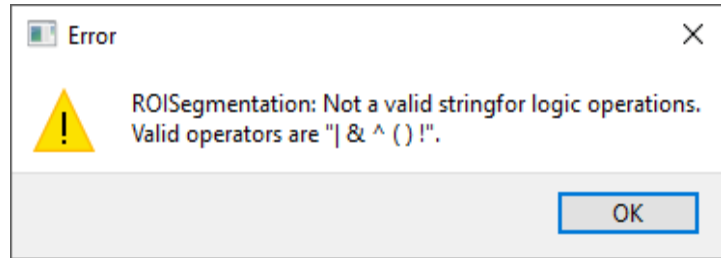 Error
ROISegmentation: Not a valid stringfor logic operations.
Valid operators are "| & ^ ( ) !".
OK